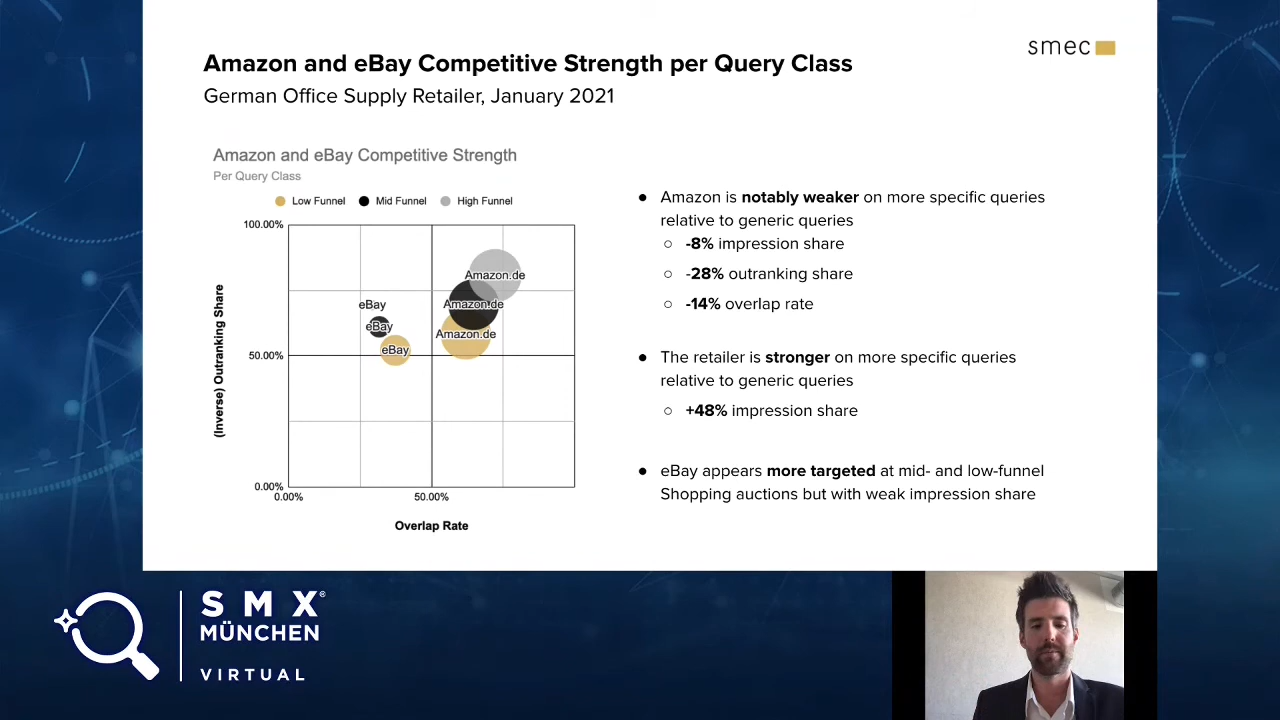 Amazon and eBay Competitive Strength per Query Class
German Office Supply Retailer, January 2021
smec
Amazon and eBay Competitive Strength
Per Query Class
Low Funnel
Mid Funnel
High Funnel
100.00%
50.00%
0.00%
0.00%
50.00%
(Inverse) Outranking Share
Overlap Rate
Amazon.de
Amazon.de
Amazon.de
eBay
eBay
eBay
● Amazon is notably weaker on more specific queries
relative to generic queries
○ -8% impression share
○ -28% outranking share
○ -14% overlap rate
● The retailer is stronger on more specific queries
relative to generic queries
○ +48% impression share
● eBay appears more targeted at mid- and low-funnel
Shopping auctions but with weak impression share
SMX®
MÜNCHEN
VIRTUAL